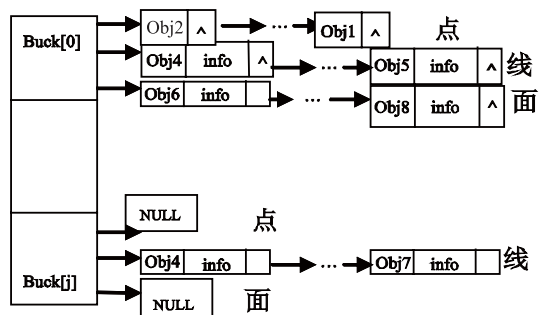 Obj2 ^ ... Obj1 ^ 点
Buck[0]
Obj4 info ^ ... Obj5 info ^ 线
Obj6 info ... Obj8 info ^ 面
NULL 点
Obj4 info ... Obj7 info 线
Buck[j]
NULL 面